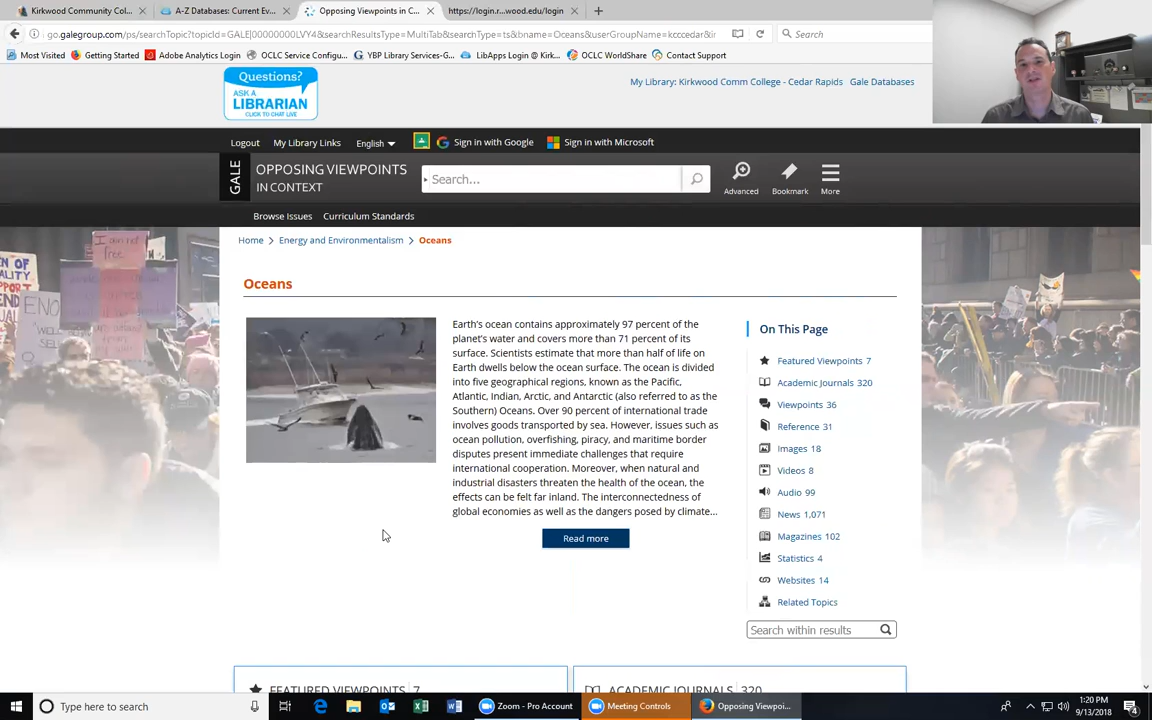 Kirkwood Community Col...
A-Z Databases: Current Ev...
Opposing Viewpoints in C...
https://login.r...wood.edu/login
go.galegroup.com/ps/searchTopic?topicId=GALE|00000000LVY4&searchResultsType=MultiTab&searchType=ts&bname=Oceans&userGroupName=kcccedar&i
Search
Most Visited
Getting Started
Adobe Analytics Login
OCLC Service Configu...
YBP Library Services-G...
LibApps Login @ Kirk...
OCLC WorldShare
Contact Support
Questions?
ASK A
LIBRARIAN
CLICK TO CHAT LIVE
My Library: Kirkwood Comm College - Cedar Rapids
Gale Databases
Logout
My Library Links
English
Sign in with Google
Sign in with Microsoft
GALE
OPPOSING VIEWPOINTS
IN CONTEXT
Search...
Advanced
Bookmark
More
Browse Issues
Curriculum Standards
Home > Energy and Environmentalism > Oceans
Oceans
Earth's ocean contains approximately 97 percent of the
planet's water and covers more than 71 percent of its
surface. Scientists estimate that more than half of life on
Earth dwells below the ocean surface. The ocean is divided
into five geographical regions, known as the Pacific,
Atlantic, Indian, Arctic, and Antarctic (also referred to as the
Southern) Oceans. Over 90 percent of international trade
involves goods transported by sea. However, issues such as
ocean pollution, overfishing, piracy, and maritime border
disputes present immediate challenges that require
international cooperation. Moreover, when natural and
industrial disasters threaten the health of the ocean, the
effects can be felt far inland. The interconnectedness of
global economies as well as the dangers posed by climate...
Read more
On This Page
Featured Viewpoints 7
Academic Journals 320
Viewpoints 36
Reference 31
Images 18
Videos 8
Audio 99
News 1,071
Magazines 102
Statistics 4
Websites 14
Related Topics
Search within results
FEATURED VIEWPOINTS 7
ACADEMIC JOURNALS 320
Type here to search
Zoom - Pro Account
Meeting Controls
Opposing Viewpoi...
1:20 PM
9/13/2018
4